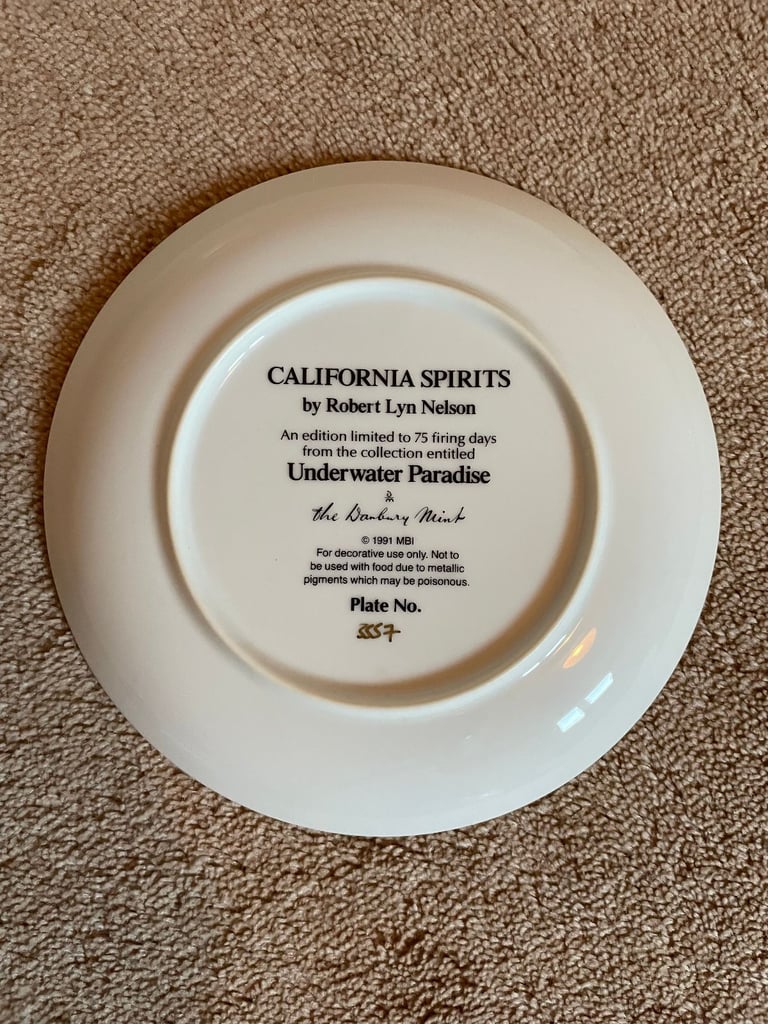 CALIFORNIA SPIRITS
by Robert Lyn Nelson
An edition limited to 75 firing days
from the collection entitled
Underwater Paradise
the Danbury Mint
© 1991 MBI
For decorative use only. Not to
be used with food due to metallic
pigments which may be poisonous.
Plate No.
3557